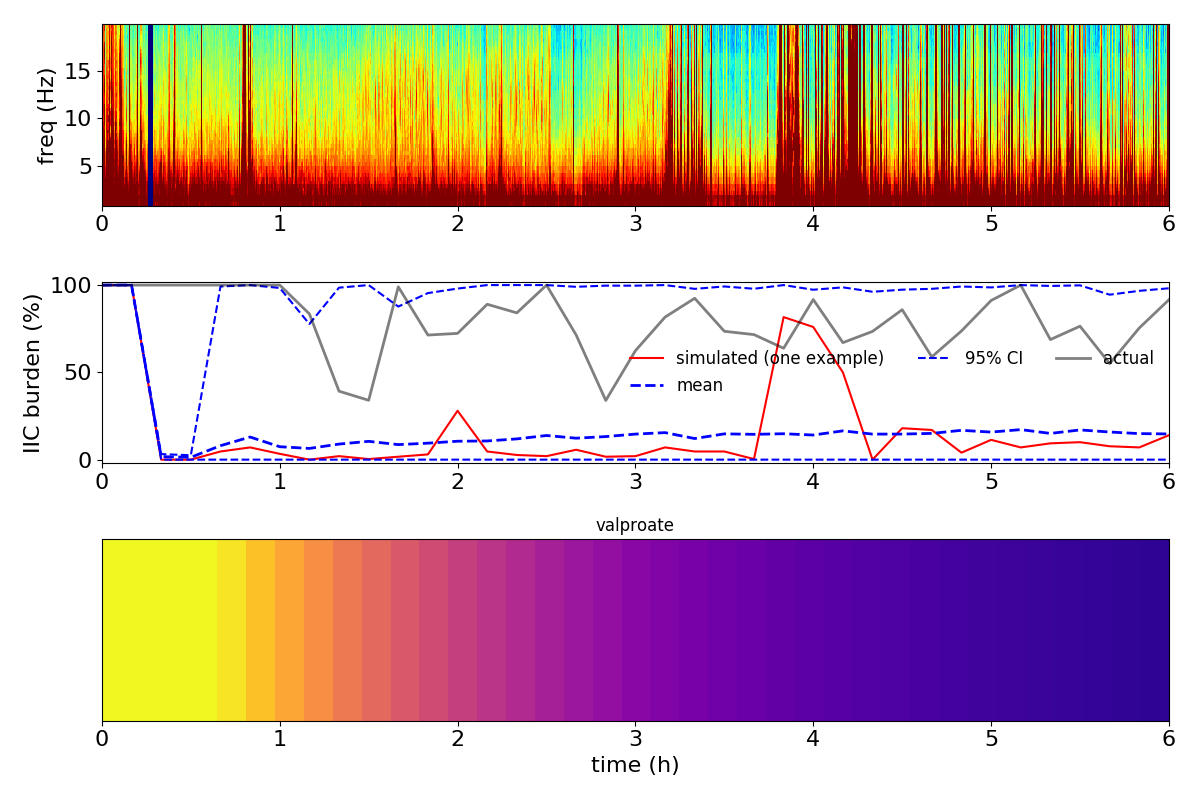 freq (Hz)
15
10
5
0 1 2 3 4 5 6
IIC burden (%)
100
50
0
simulated (one example) 95% CI actual
mean
0 1 2 3 4 5 6
valproate
0 1 2 3 4 5 6
time (h)